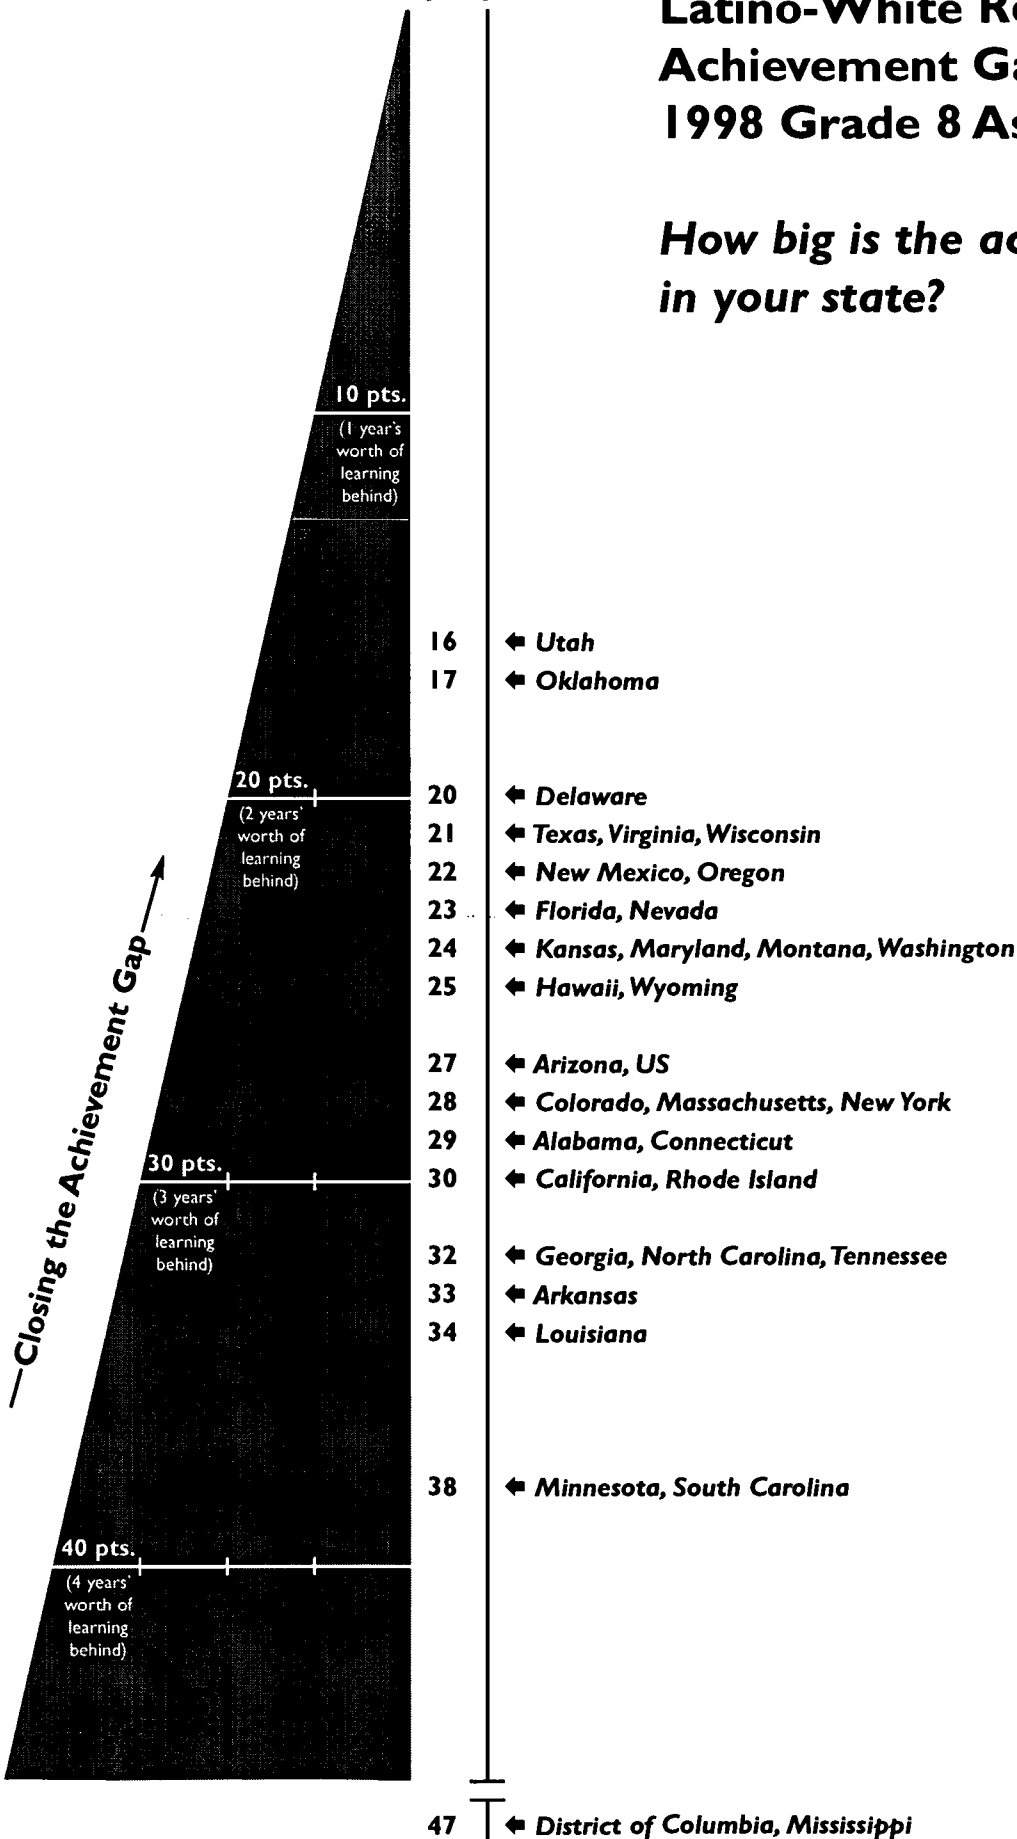 Latino-White
Achievement
1998 Grade 8
How big is the
in your state?
10 pts.
(1 year's
worth of
learning
behind)
16 Utah
17 Oklahoma
20 pts.
(2 years'
worth of
learning
behind)
20 Delaware
21 Texas, Virginia, Wisconsin
22 New Mexico, Oregon
23 Florida, Nevada
24 Kansas, Maryland, Montana, Washington
25 Hawaii, Wyoming
27 Arizona, US
28 Colorado, Massachusetts, New York
29 Alabama, Connecticut
30 pts.
(3 years'
worth of
learning
behind)
30 California, Rhode Island
32 Georgia, North Carolina, Tennessee
33 Arkansas
34 Louisiana
Closing the Achievement Gap
38 Minnesota, South Carolina
40 pts.
(4 years'
worth of
learning
behind)
47 District of Columbia, Mississippi